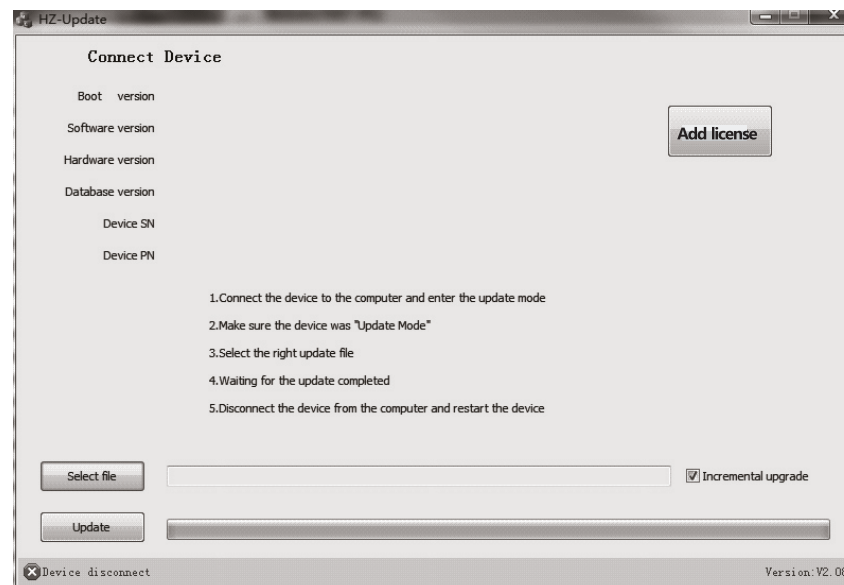 HZ-Update
Connect Device
Boot version
Software version
Add license
Hardware version
Database version
Device SN
Device PN
1.Connect the device to the computer and enter the update mode
2.Make sure the device was "Update Mode"
3.Select the right update file
4.Waiting for the update completed
5.Disconnect the device from the computer and restart the device
Select file
Incremental upgrade
Update
Device disconnect
Version:V2.08